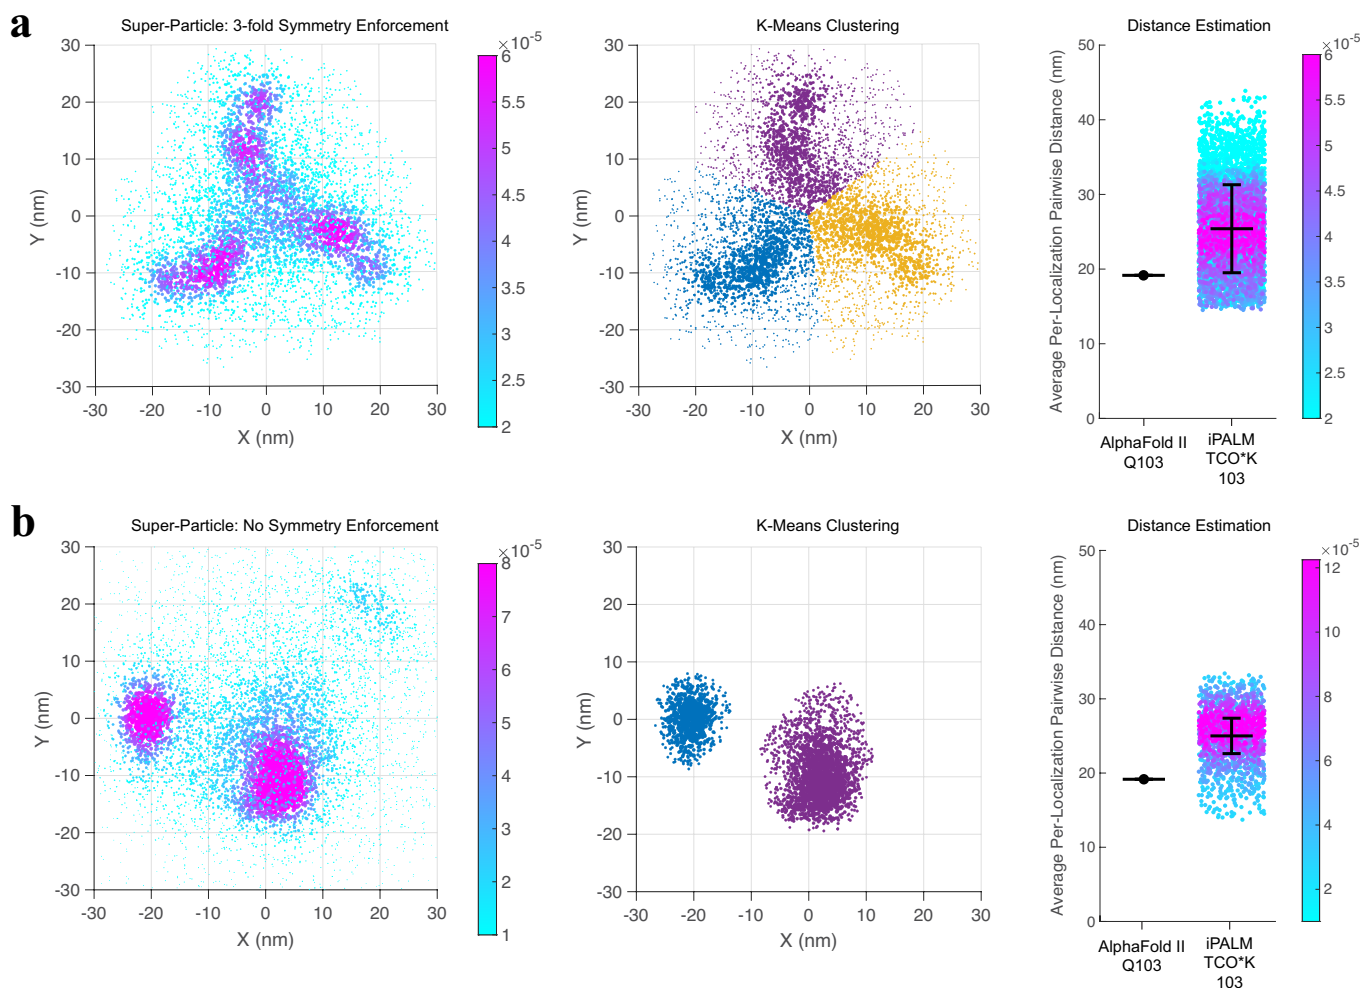 a
Super-Particle: 3-fold Symmetry Enforcement
×10-5
30
20
10
0
-10
-20
-30
Y (nm)
-30 -20 -10 0 10 20 30
X (nm)
6
5.5
5
4.5
4
3.5
3
2.5
2
K-Means Clustering
30
20
10
0
-10
-20
-30
Y (nm)
-30 -20 -10 0 10 20 30
X (nm)
Distance Estimation
×10-5
50
40
30
20
10
0
Average Per-Localization Pairwise Distance (nm)
AlphaFold II
Q103
iPALM
TCO*K
103
6
5.5
5
4.5
4
3.5
3
2.5
2
b
Super-Particle: No Symmetry Enforcement
×10-5
30
20
10
0
-10
-20
-30
Y (nm)
-30 -20 -10 0 10 20 30
X (nm)
8
7
6
5
4
3
2
1
K-Means Clustering
30
20
10
0
-10
-20
-30
Y (nm)
-30 -20 -10 0 10 20 30
X (nm)
Distance Estimation
×10-5
50
40
30
20
10
0
Average Per-Localization Pairwise Distance (nm)
AlphaFold II
Q103
iPALM
TCO*K
103
12
10
8
6
4
2